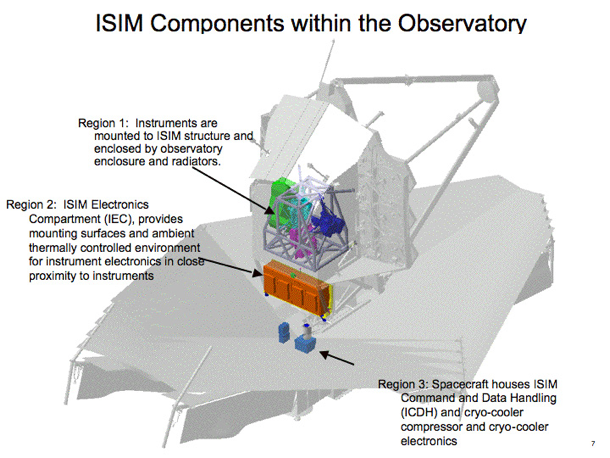 ISIM Components within the Observatory
Region 1: Instruments are
mounted to ISIM structure and
enclosed by observatory
enclosure and radiators.
Region 2: ISIM Electronics
Compartment (IEC), provides
mounting surfaces and ambient
thermally controlled environment
for instrument electronics in close
proximity to instruments
Region 3: Spacecraft houses ISIM
Command and Data Handling
(ICDH) and cryo-cooler
compressor and cryo-cooler
electronics
7